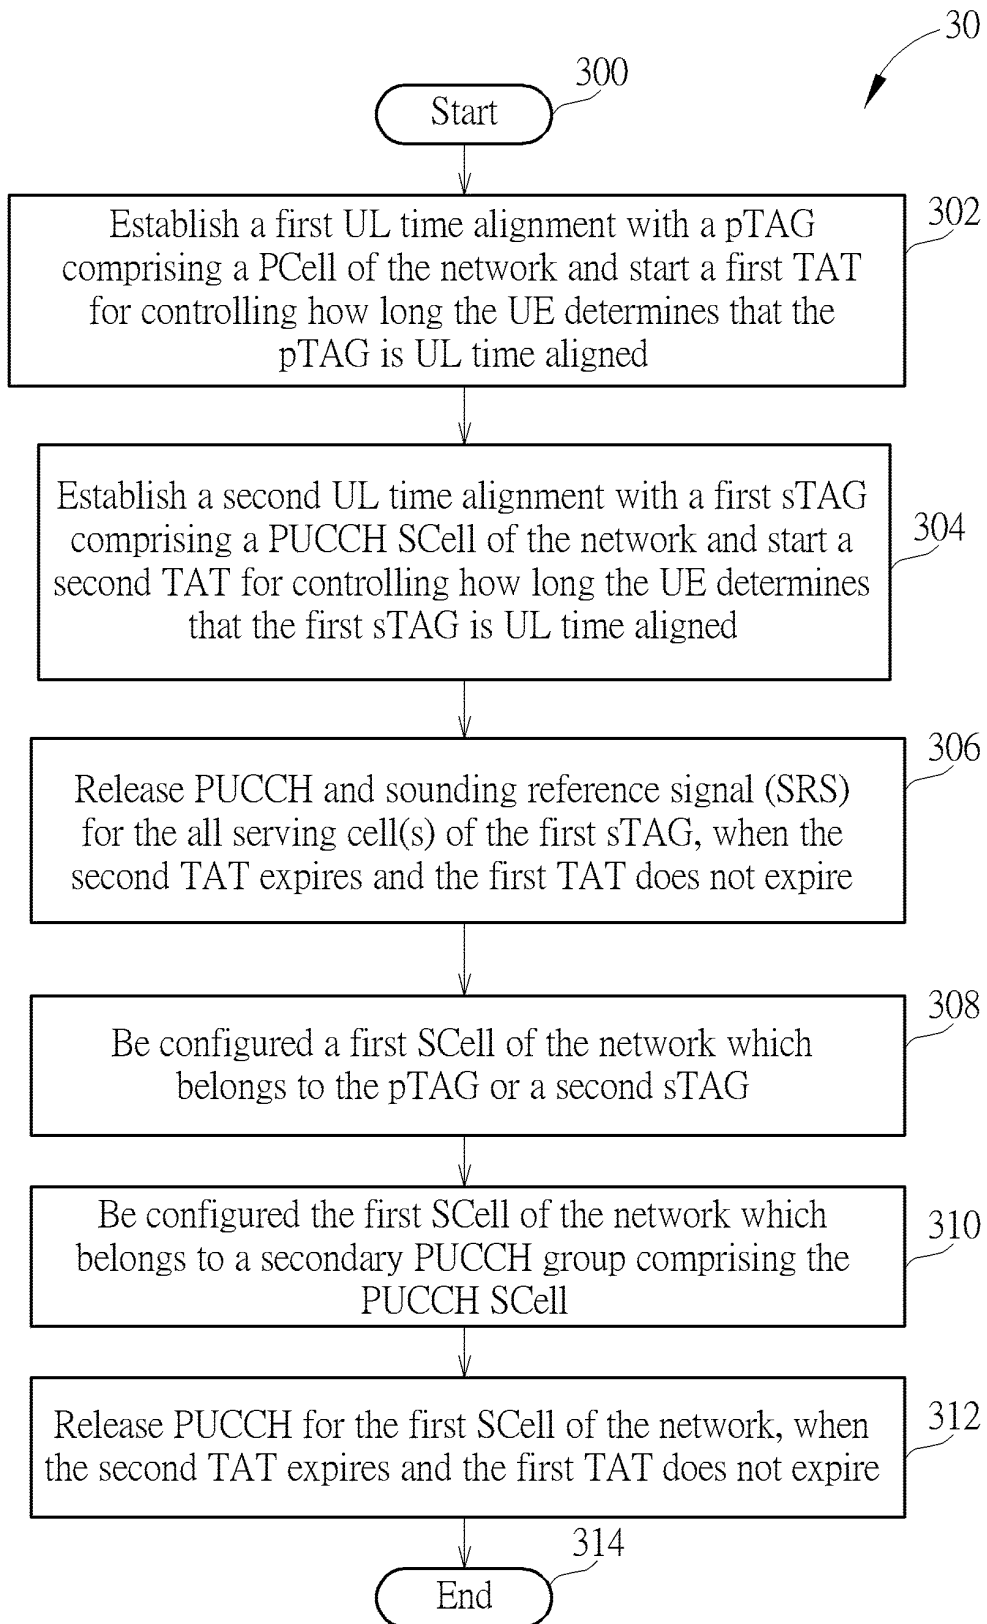 30
300
Start
302
Establish a first UL time alignment with a pTAG
comprising a PCell of the network and start a first TAT
for controlling how long the UE determines that the
pTAG is UL time aligned
304
Establish a second UL time alignment with a first sTAG
comprising a PUCCH SCell of the network and start a
second TAT for controlling how long the UE determines
that the first sTAG is UL time aligned
306
Release PUCCH and sounding reference signal (SRS)
for the all serving cell(s) of the first sTAG, when the
second TAT expires and the first TAT does not expire
308
Be configured a first SCell of the network which
belongs to the pTAG or a second sTAG
310
Be configured the first SCell of the network which
belongs to a secondary PUCCH group comprising the
PUCCH SCell
312
Release PUCCH for the first SCell of the network, when
the second TAT expires and the first TAT does not expire
314
End